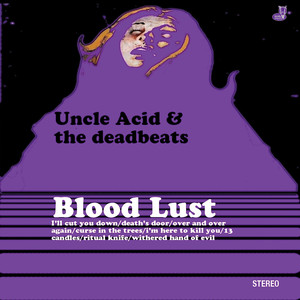 Uncle Acid &
the deadbeats
Blood Lust
I'll cut you down/death's door/over and over
again/curse in the trees/i'm here to kill you/13
candles/ritual knife/withered hand of evil
STEREO